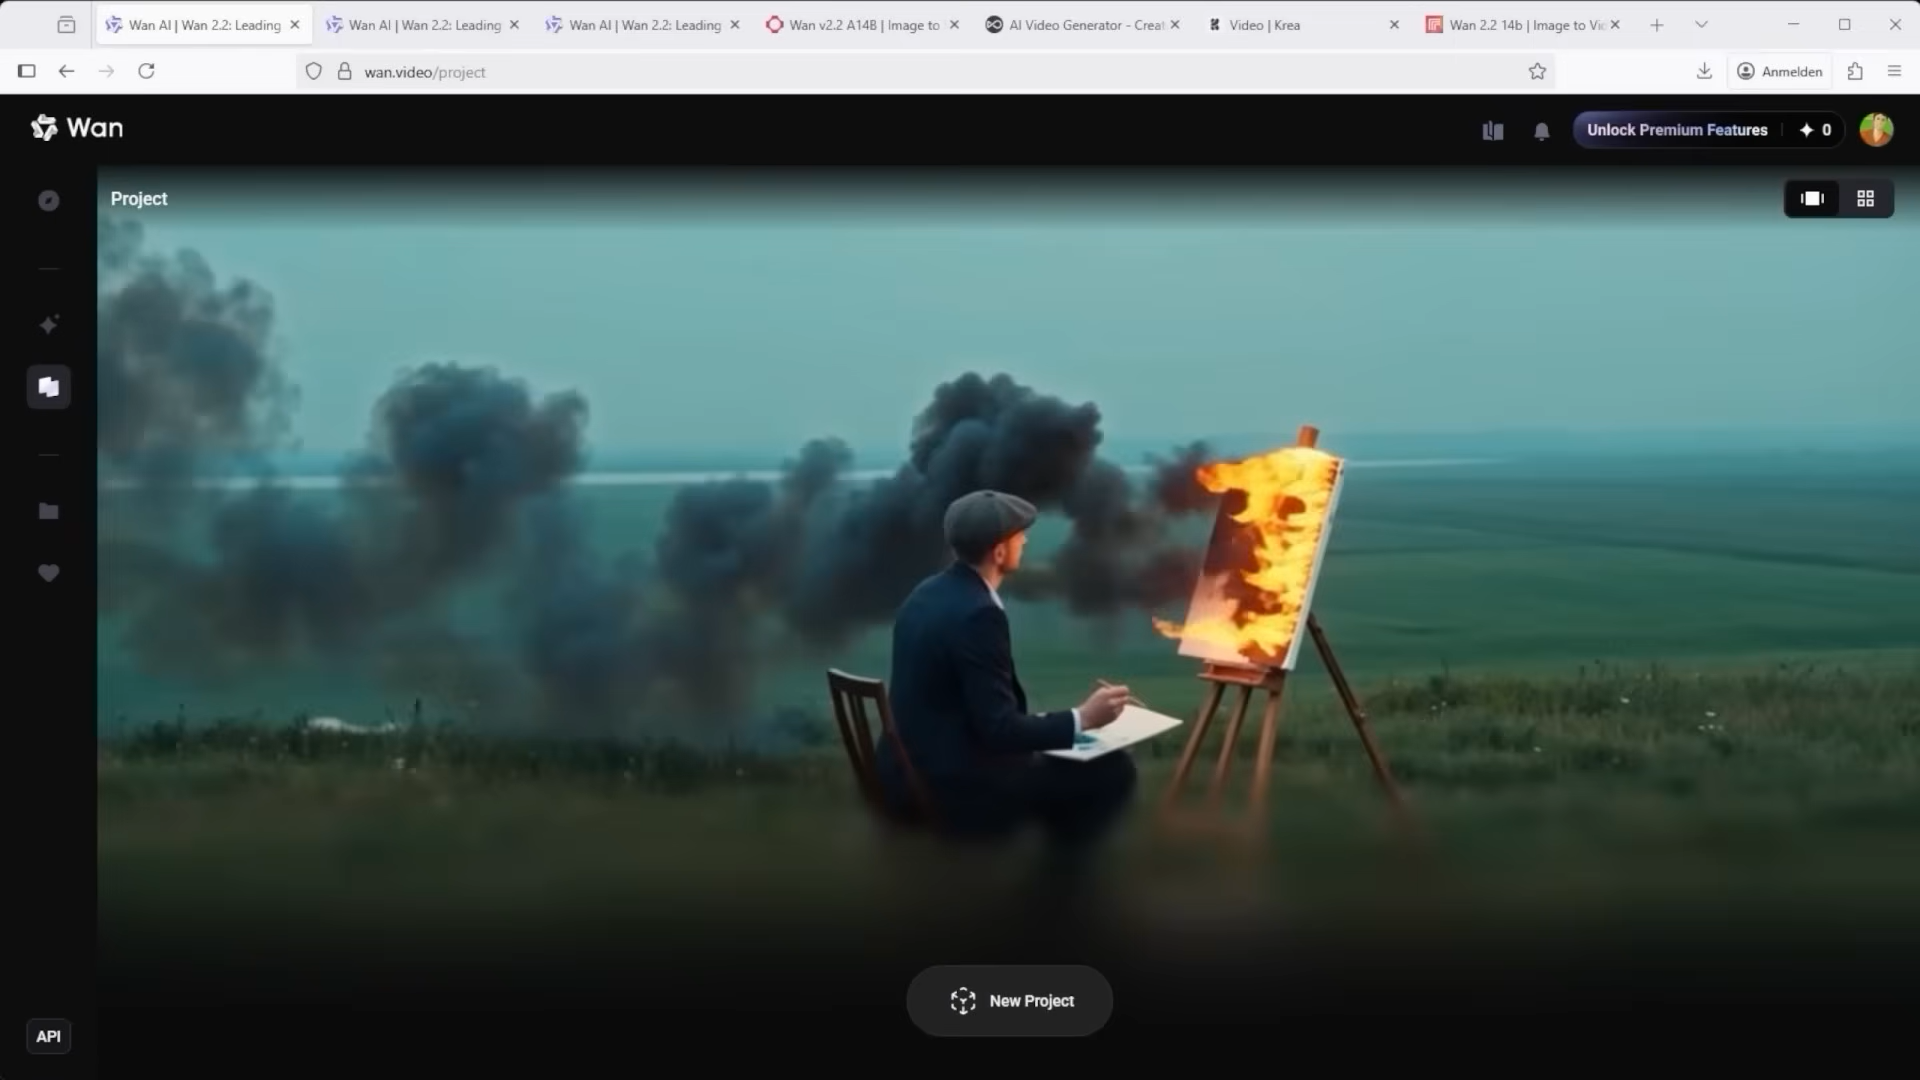 Wan AI | Wan 2.2: Leading
Wan AI | Wan 2.2: Leading
Wan AI | Wan 2.2: Leading
Wan v2.2 A14B | Image to
AI Video Generator - Creat
Video | Krea
Wan 2.2 14b | Image to Vid
wan.video/project
Anmelden
Wan
Unlock Premium Features
0
Project
New Project
API